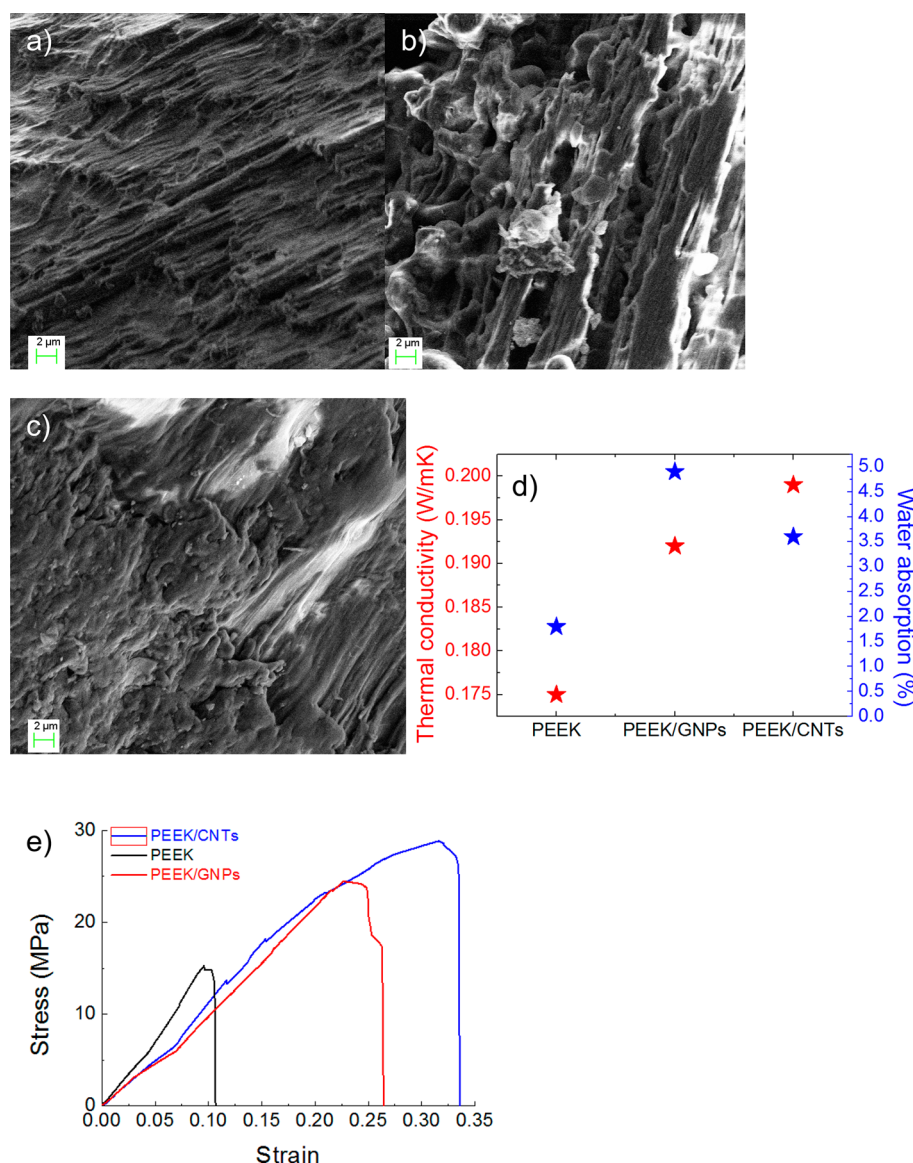 a)
2 µm
b)
2 µm
c)
2 µm
d)
Thermal conductivity (W/mK)
0.200
0.195
0.190
0.185
0.180
0.175
PEEK
PEEK/GNPs
PEEK/CNTs
5.0
4.5
4.0
3.5
3.0
2.5
2.0
1.5
1.0
0.5
0.0
Water absorption (%)
e)
PEEK/CNTs
PEEK
PEEK/GNPs
Stress (MPa)
30
20
10
0
0.00
0.05
0.10
0.15
0.20
0.25
0.30
0.35
Strain